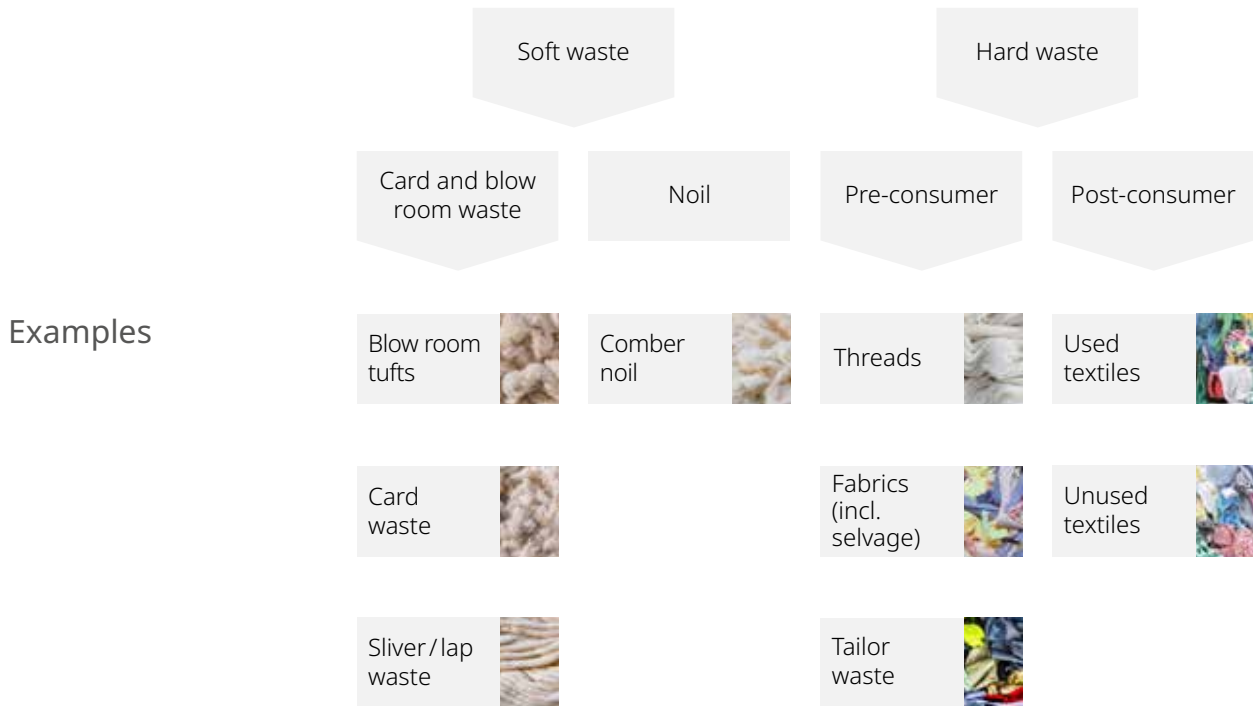 Soft waste
Hard waste
Card and blow
room waste
Noil
Pre-consumer
Post-consumer
Examples
Blow room
tufts
Comber
noil
Threads
Used
textiles
Card
waste
Fabrics
(incl.
selvage)
Unused
textiles
Sliver / lap
waste
Tailor
waste